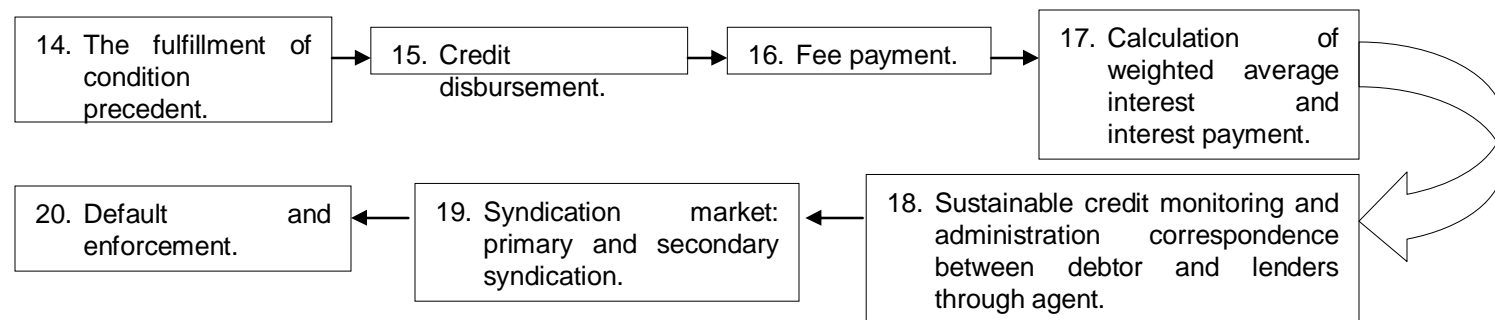 14. The fulfillment of
condition
precedent.
15. Credit
disbursement.
16. Fee payment.
17. Calculation of
weighted average
interest and
interest payment.
18. Sustainable credit monitoring and
administration correspondence
between debtor and lenders
through agent.
19. Syndication market:
primary and secondary
syndication.
20. Default and
enforcement.